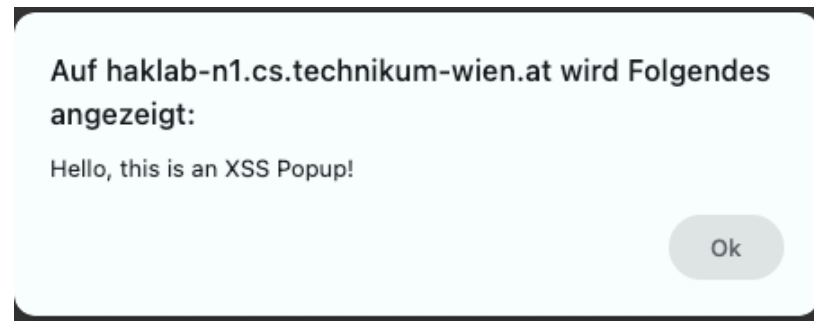 Auf haklab-n1.cs.technikum-wien.at wird Folgendes
angezeigt:
Hello, this is an XSS Popup!
Ok